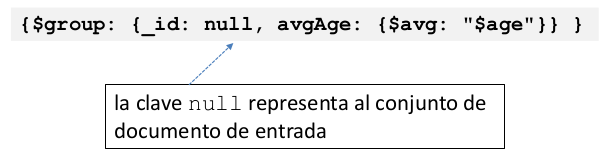 {$group: {_id: null, avgAge: {$avg: "$age"}} }
la clave null representa al conjunto de
documento de entrada